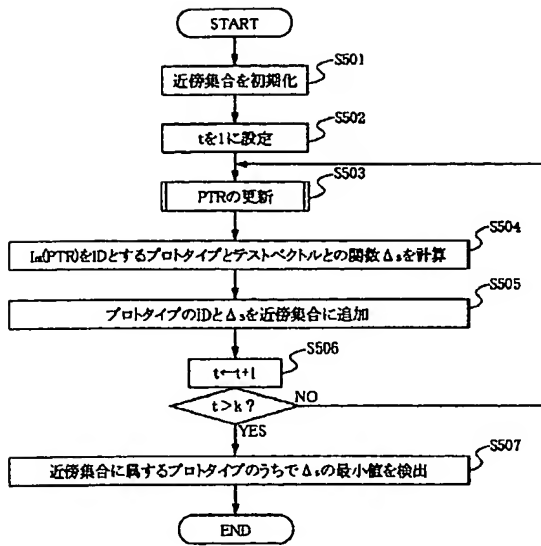 START
近傍集合を初期化
S501
tを1に設定
S502
PTRの更新
S503
Im(PTR)をIDとするプロトタイプとテストベクトルとの関数Δsを計算
S504
プロトタイプのIDとΔsを近傍集合に追加
S505
t←t+1
S506
t>k?
NO
YES
近傍集合に属するプロトタイプのうちでΔsの最小値を検出
S507
END